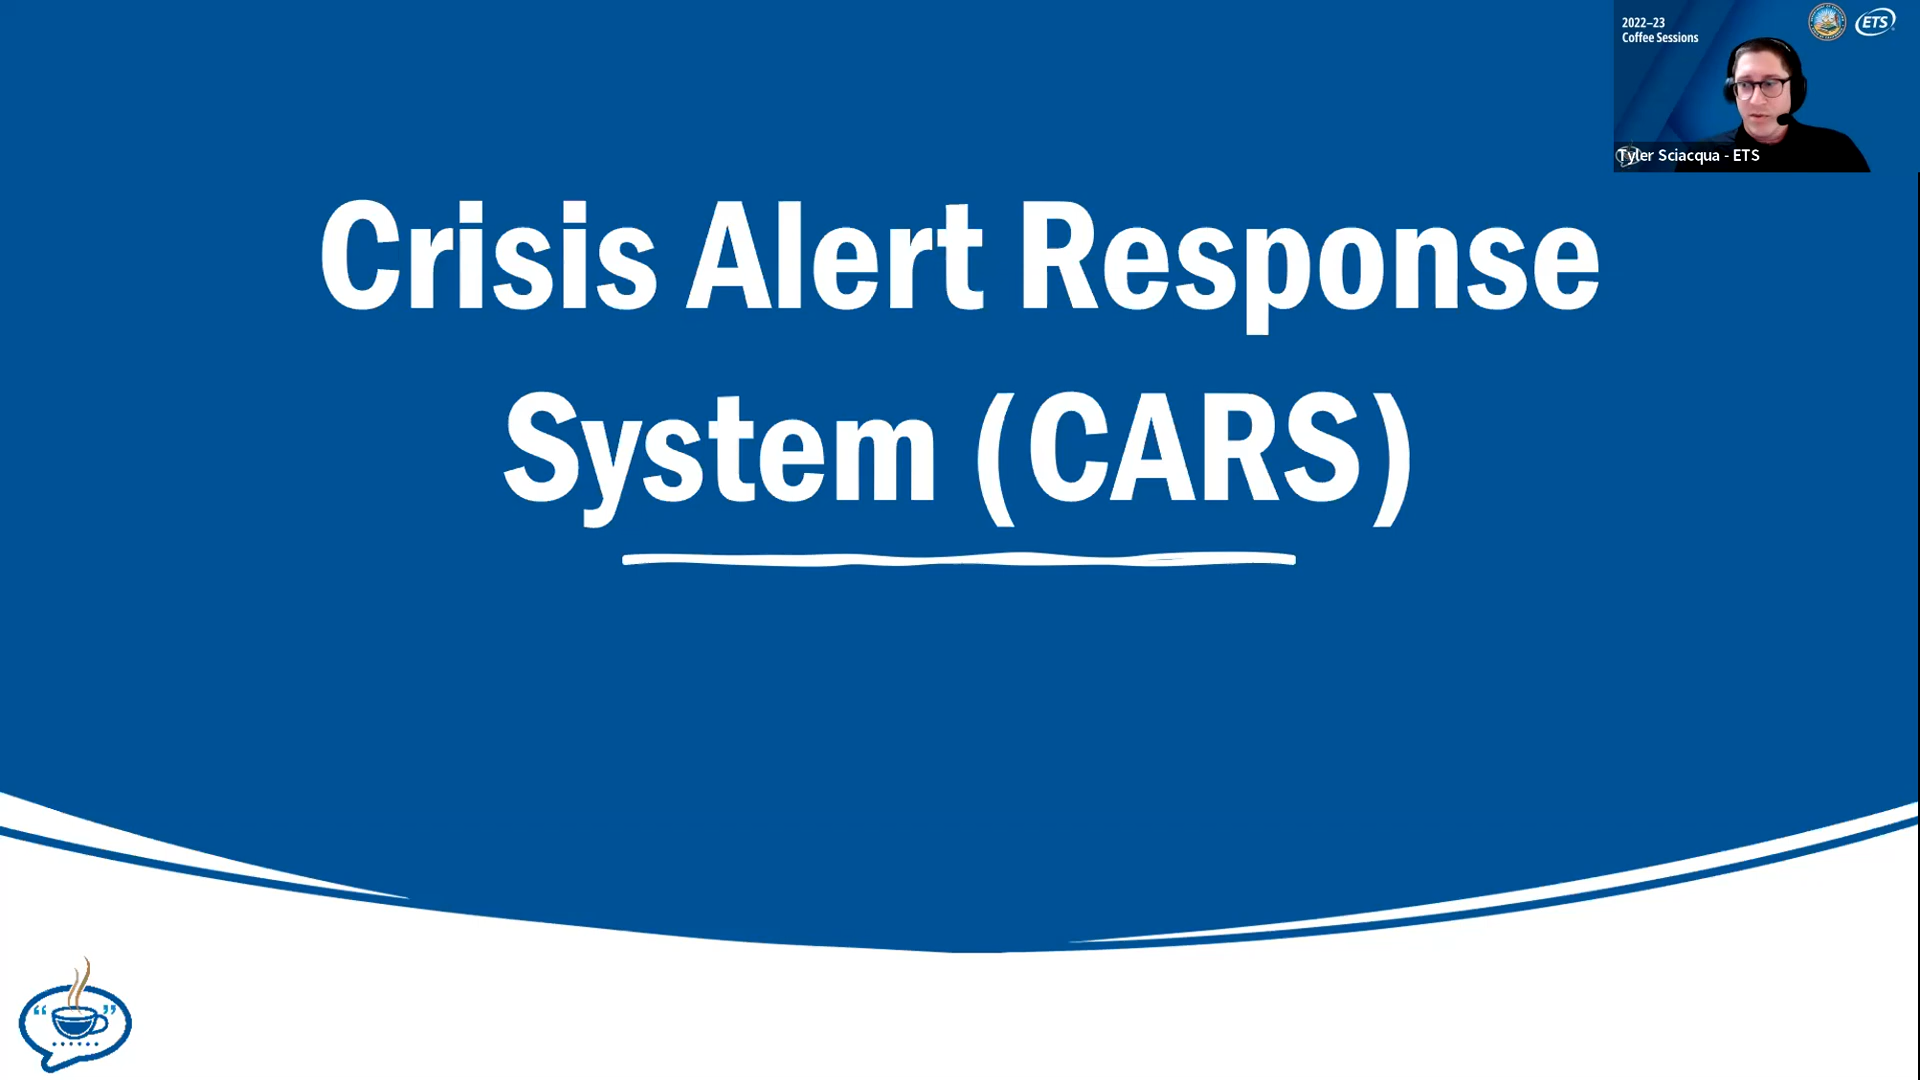 2022–23
Coffee Sessions
ETS
Tyler Sciacqua - ETS
Crisis Alert Response
System (CARS)